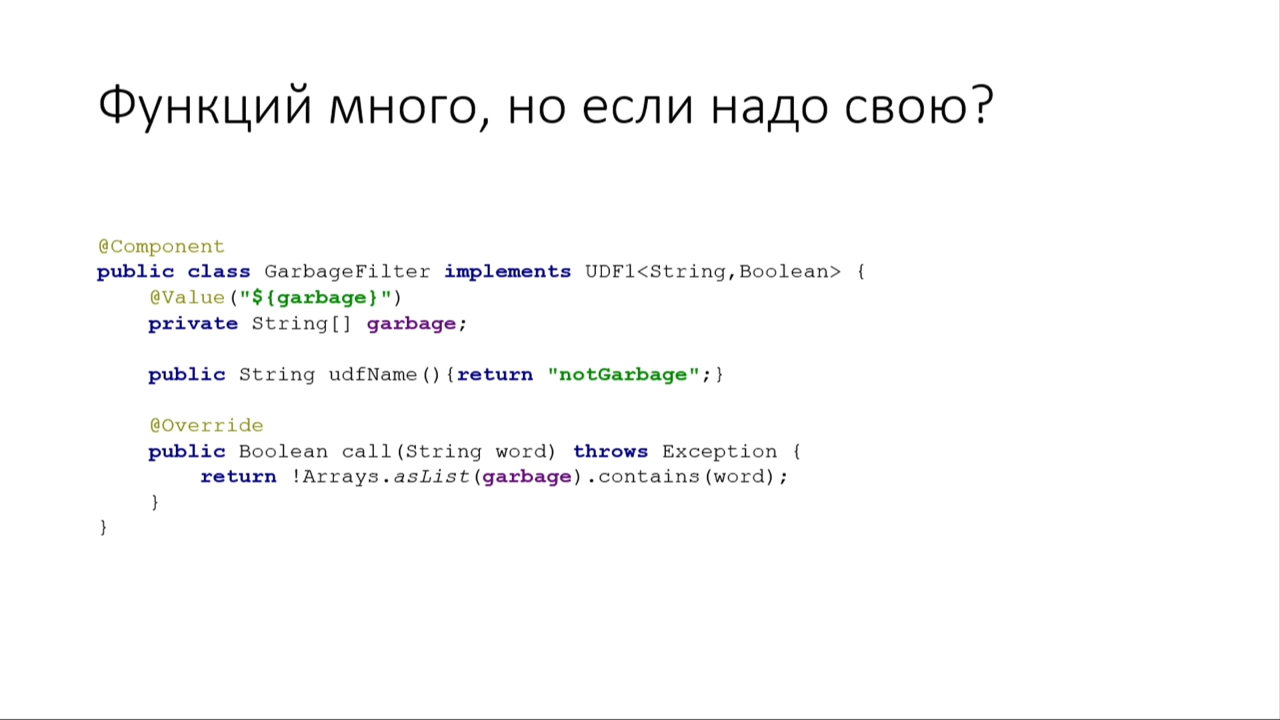 Функций много, но если надо свою?
@Component
public class GarbageFilter implements UDF1<String,Boolean> {
@Value("${garbage}")
private String[] garbage;
public String udfName(){return "notGarbage";}
@Override
public Boolean call(String word) throws Exception {
return !Arrays.asList(garbage).contains(word);
}
}